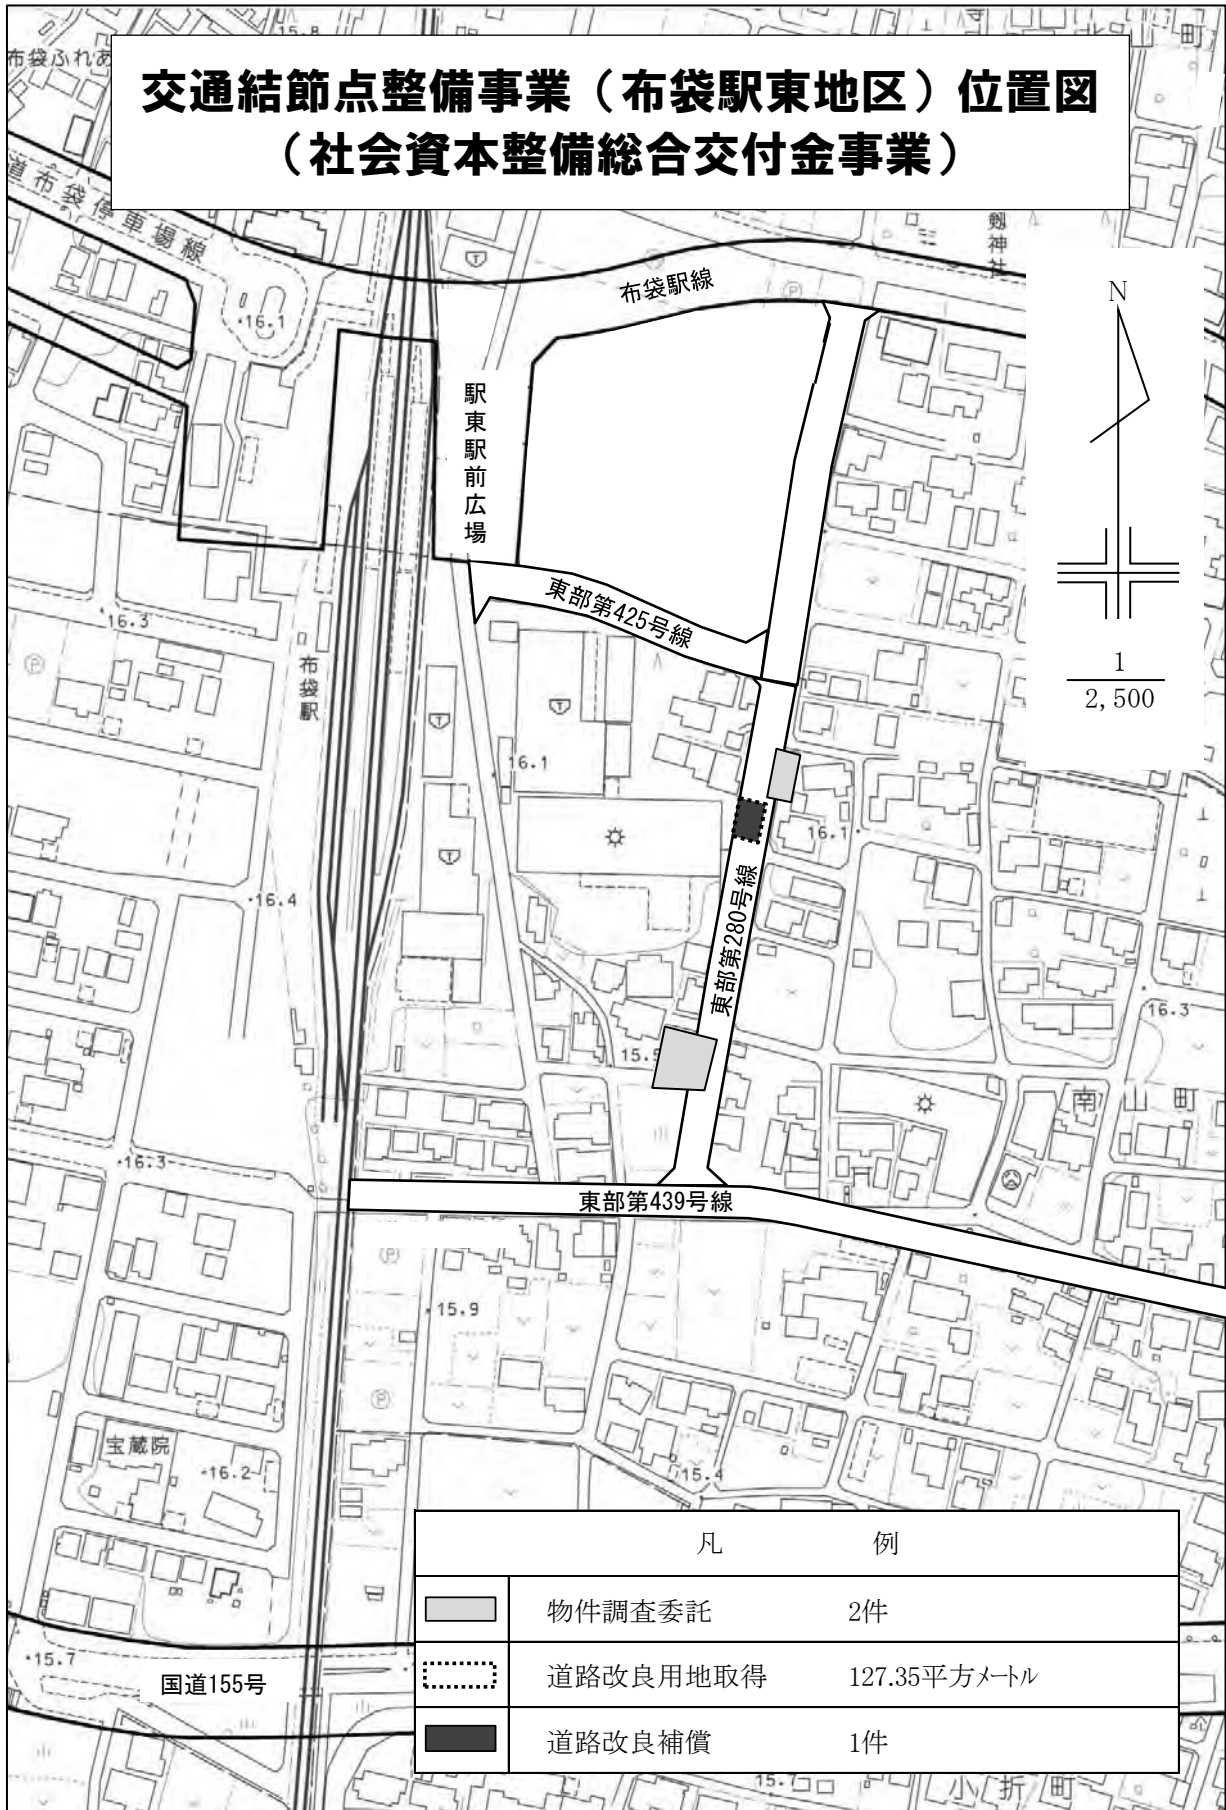 交通結節点整備事業（布袋駅東地区）位置図
（社会資本整備総合交付金事業）
15.8
布袋ふれあ
町
道布袋停車場線
神社
布袋駅線
16.1
N
駅東駅前広場
東部第425号線
16.3
布袋駅
1
2,500
16.1
16.1
東部第280号線
16.4
16.3
15.5
南山町
16.3
東部第439号線
15.9
宝蔵院
16.2
15.4
凡 例
物件調査委託 2件
道路改良用地取得 127.35平方メートル
道路改良補償 1件
15.7
国道155号
15.7
小折町